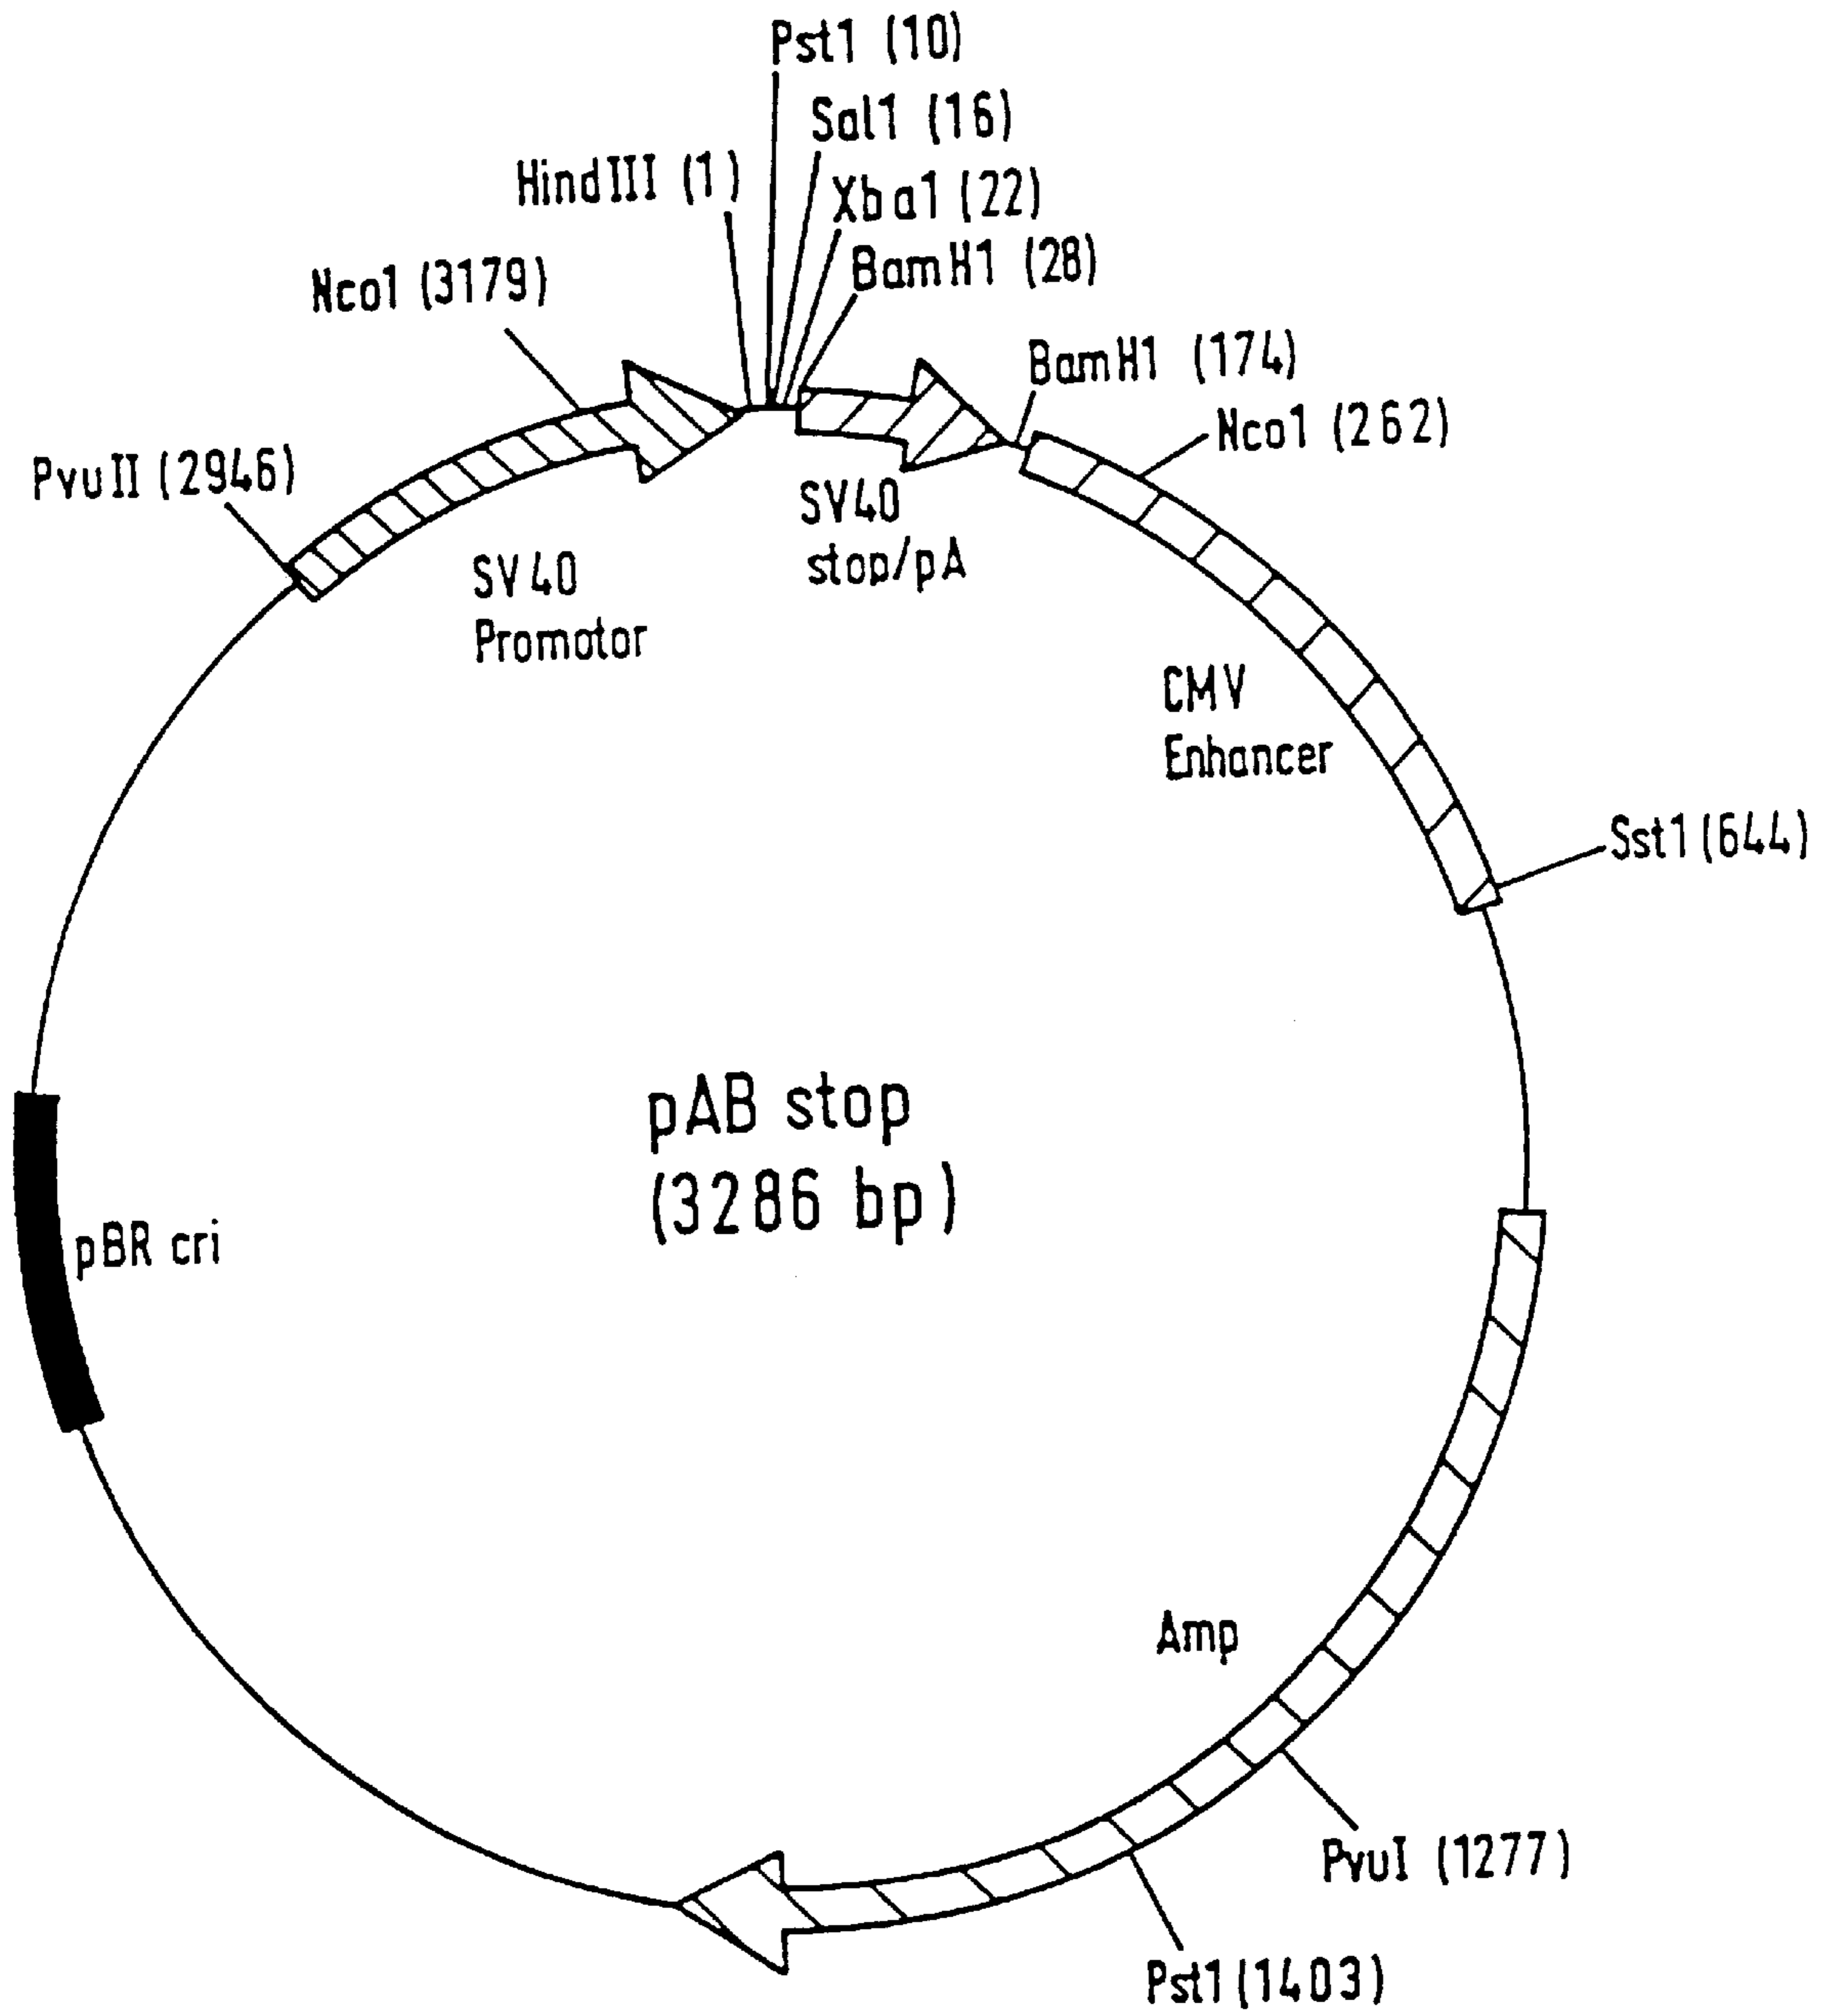 Pst1 (10)
Sal1 (16)
HindIII (1)
Xba1 (22)
BamH1 (28)
Nco1 (3179)
BamH1 (174)
Nco1 (262)
PvuII (2946)
SV40
stop/pA
SV40
Promotor
CMV
Enhancer
Sst1 (644)
pAB stop
(3286 bp)
pBR cri
Amp
PvuI (1277)
Pst1 (1403)